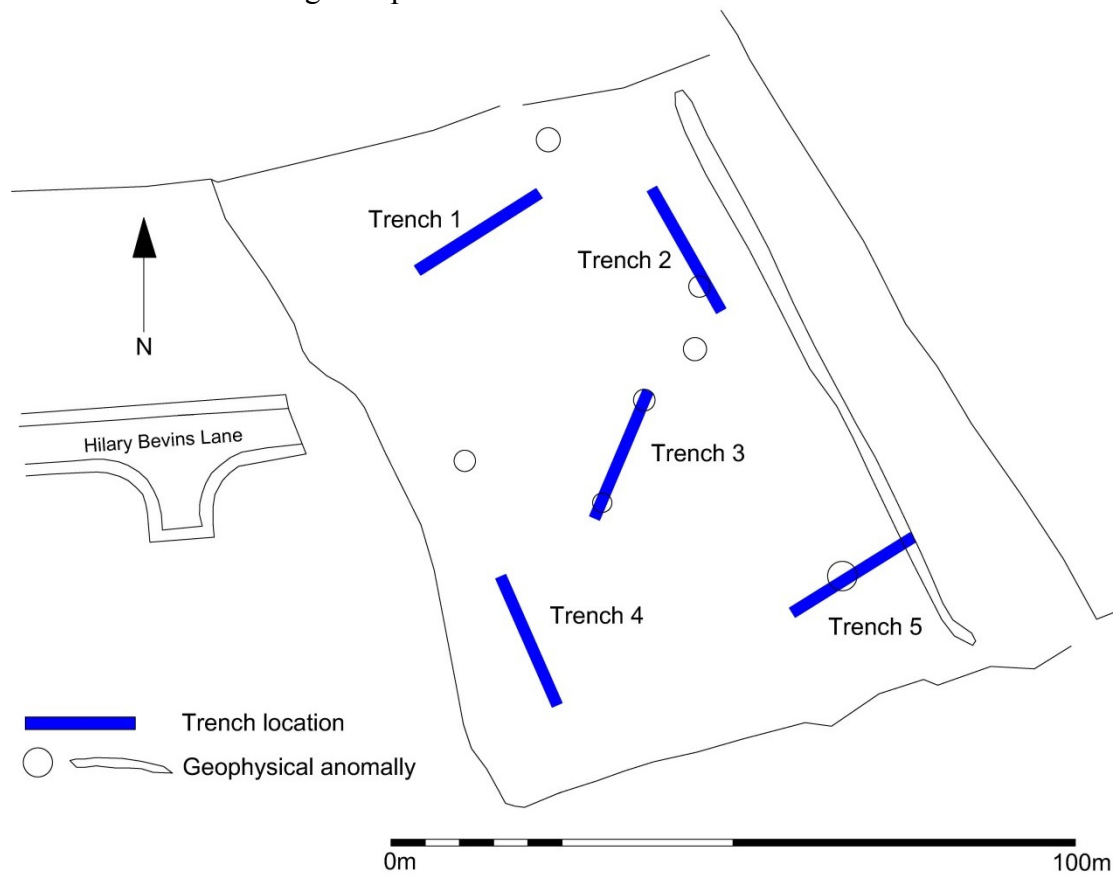 Trench 1
Trench 2
N
Hilary Bevins Lane
Trench 3
Trench 4
Trench 5
Trench location
Geophysical anomally
0m
100m